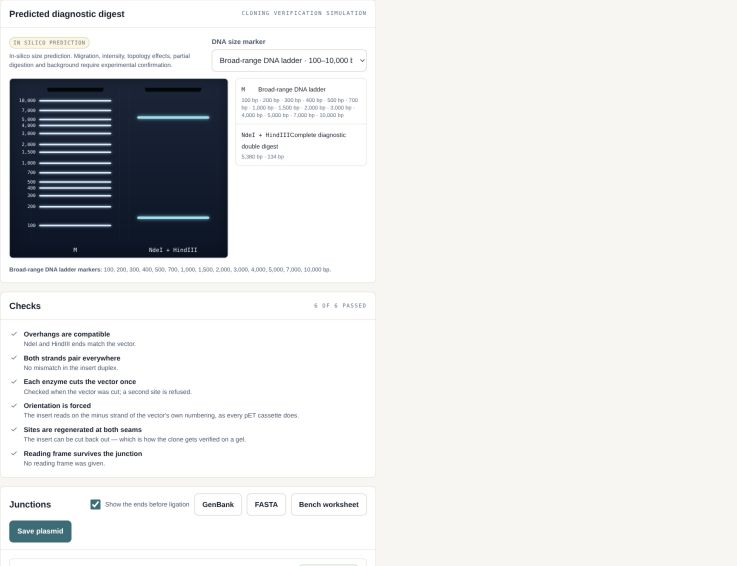 Predicted diagnostic digest
CLONING VERIFICATION SIMULATION
IN SILICO PREDICTION
In-silico size prediction. Migration, intensity, topology effects, partial
digestion and background require experimental confirmation.
DNA size marker
Broad-range DNA ladder · 100–10,000 b
10,000
7,000
5,000
4,000
3,000
2,000
1,500
1,000
700
500
400
300
200
100
M
NdeI + HindIII
M Broad-range DNA ladder
100 bp · 200 bp · 300 bp · 400 bp · 500 bp · 700
bp · 1,000 bp · 1,500 bp · 2,000 bp · 3,000 bp ·
4,000 bp · 5,000 bp · 7,000 bp · 10,000 bp
NdeI + HindIIIComplete diagnostic
double digest
5,380 bp · 134 bp
Broad-range DNA ladder markers: 100, 200, 300, 400, 500, 700, 1,000, 1,500, 2,000, 3,000, 4,000, 5,000, 7,000, 10,000 bp.
Checks
6 OF 6 PASSED
Overhangs are compatible
NdeI and HindIII ends match the vector.
Both strands pair everywhere
No mismatch in the insert duplex.
Each enzyme cuts the vector once
Checked when the vector was cut; a second site is refused.
Orientation is forced
The insert reads on the minus strand of the vector's own numbering, as every pET cassette does.
Sites are regenerated at both seams
The insert can be cut back out — which is how the clone gets verified on a gel.
Reading frame survives the junction
No reading frame was given.
Junctions
Show the ends before ligation
GenBank
FASTA
Bench worksheet
Save plasmid